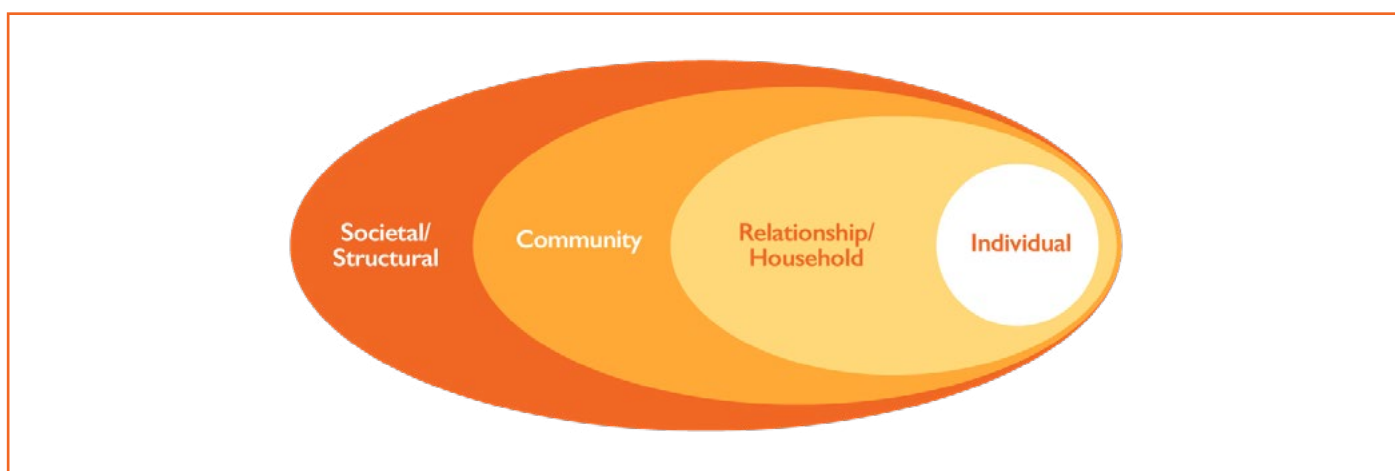 Societal/
Structural
Community
Relationship/
Household
Individual